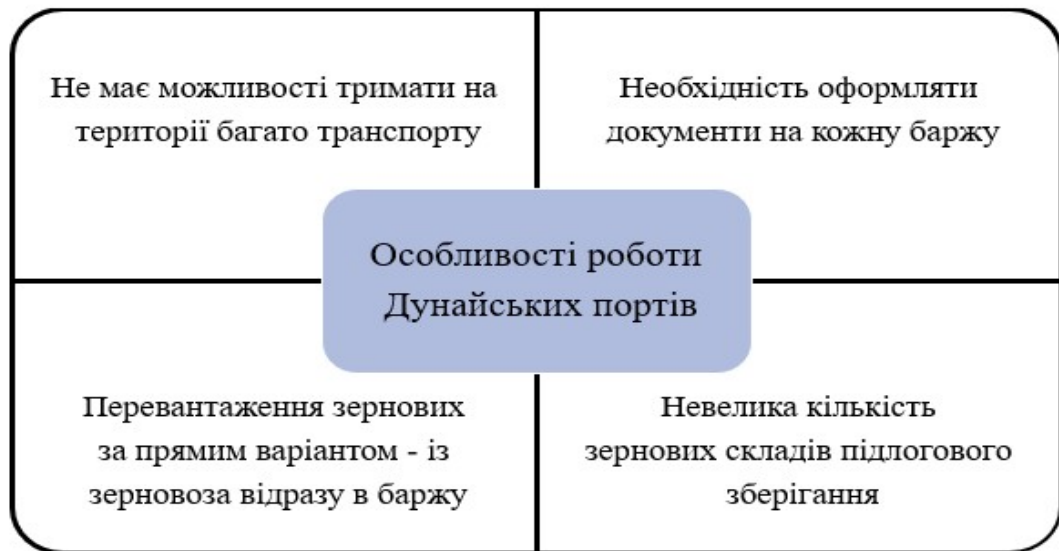 Не має можливості тримати на
території багато транспорту
Необхідність оформляти
документи на кожну баржу
Особливості роботи
Дунайських портів
Перевантаження зернових
за прямим варіантом - із
зерновоза відразу в баржу
Невелика кількість
зернових складів підлогового
зберігання